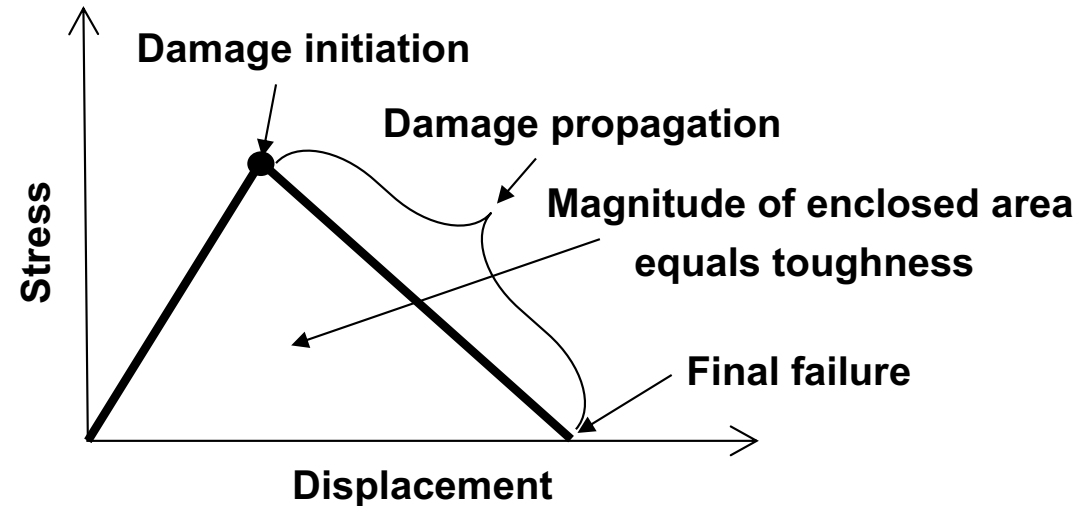 Damage initiation
Damage propagation
Magnitude of enclosed area
equals toughness
Stress
Final failure
Displacement